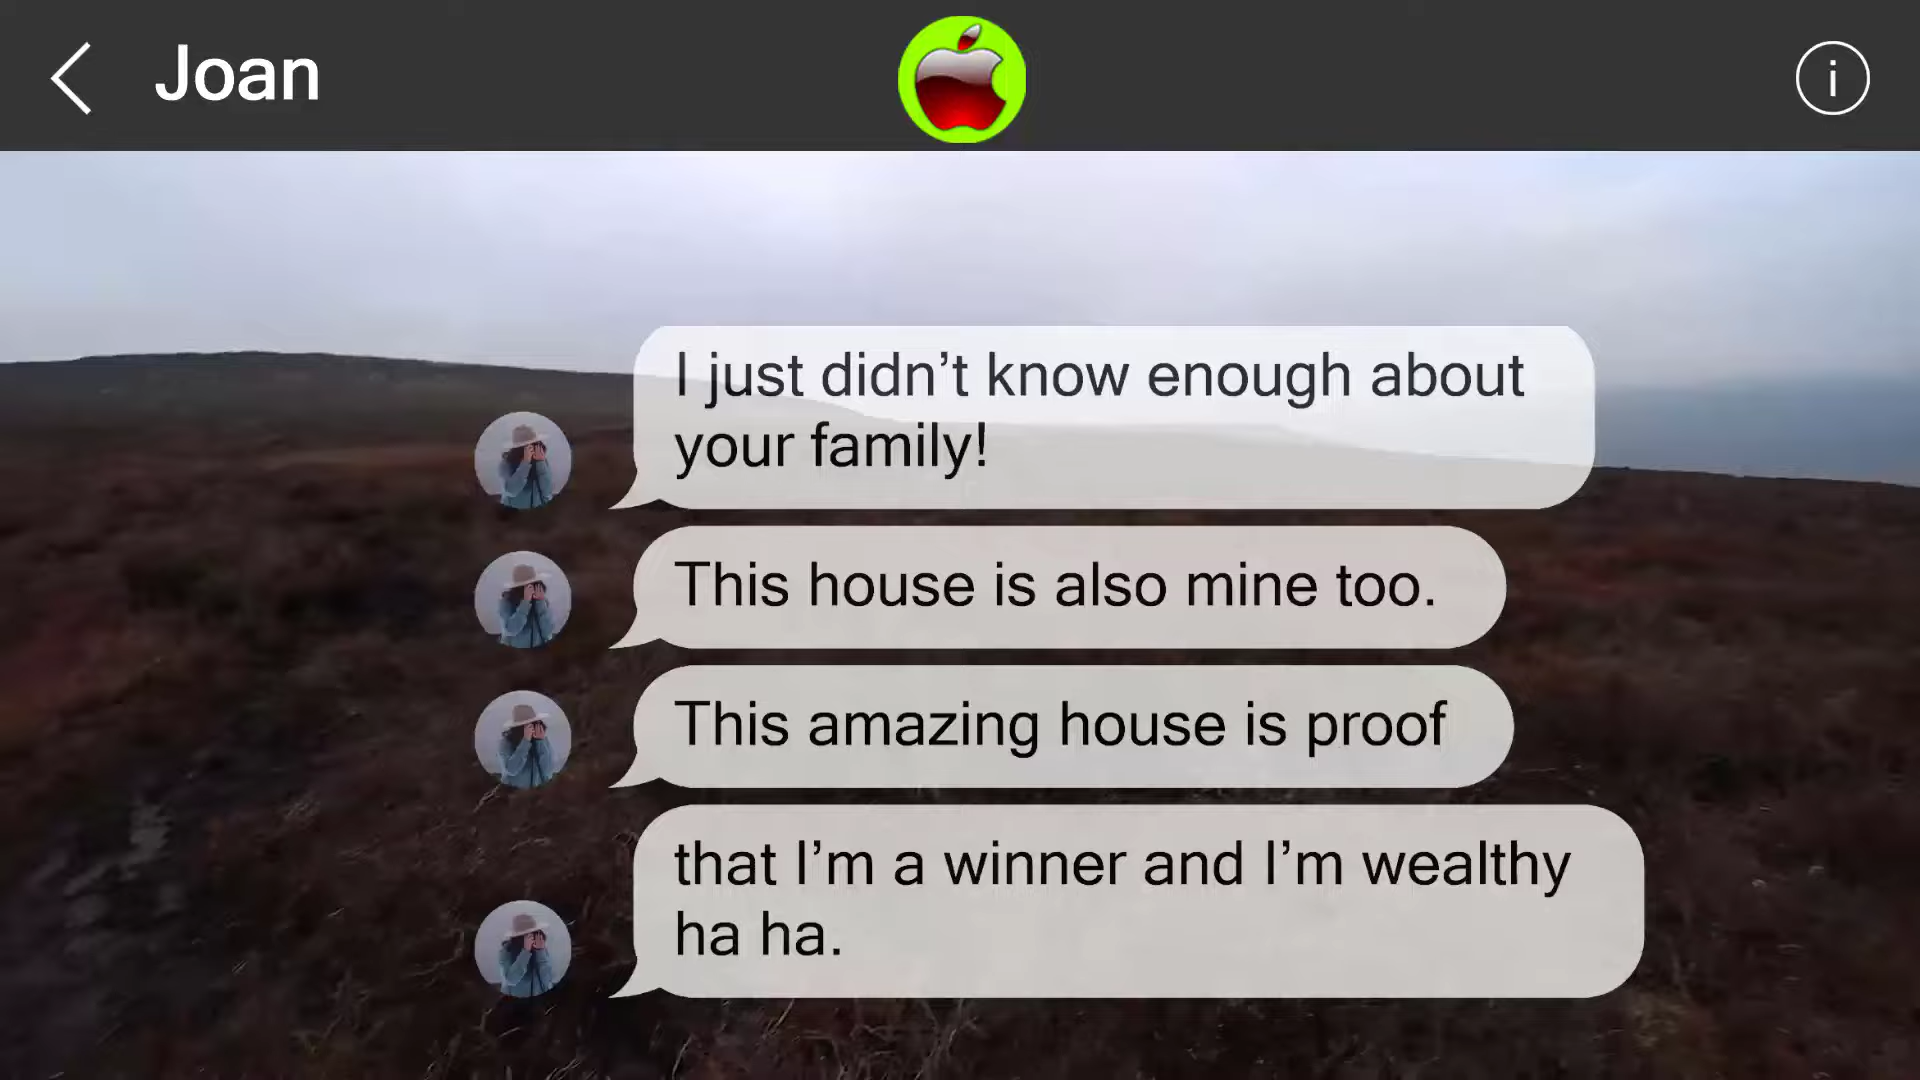 Joan
i
I just didn’t know enough about
your family!
This house is also mine too.
This amazing house is proof
that I’m a winner and I’m wealthy
ha ha.